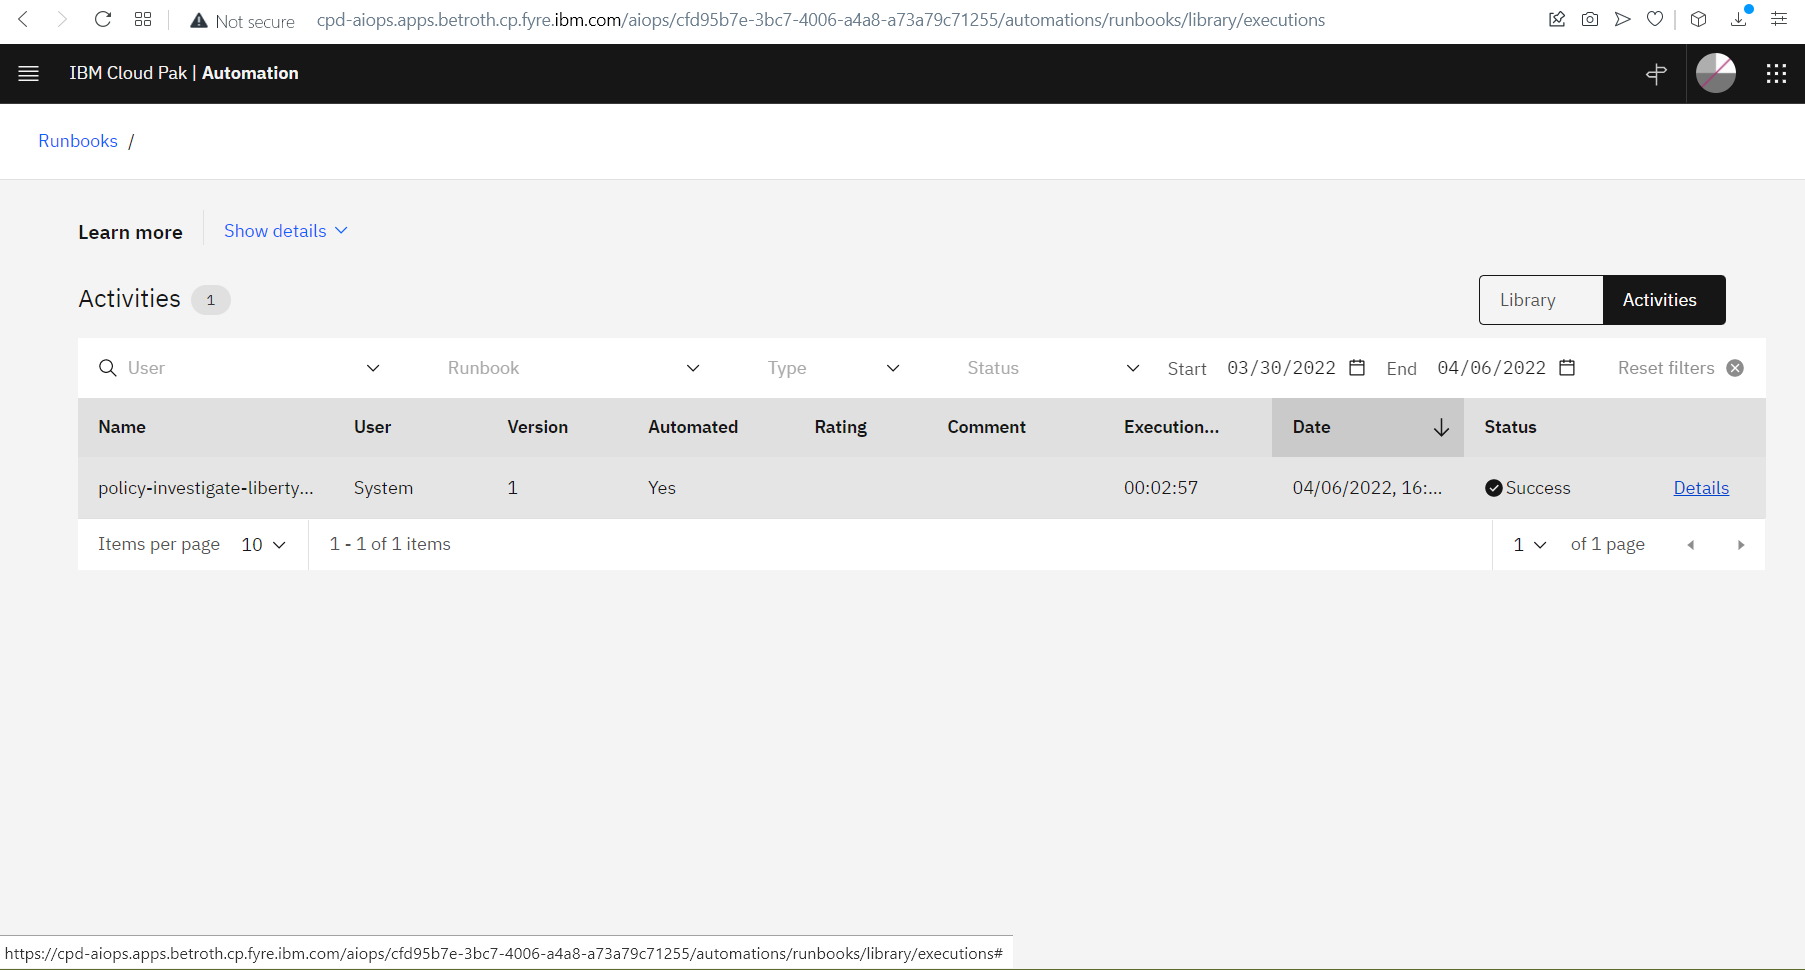 Not secure cpd-aiops.apps.betroth.cp.fyre.ibm.com/aiops/cfd95b7e-3bc7-4006-a4a8-a73a79c71255/automations/runbooks/library/executions
IBM Cloud Pak | Automation
Runbooks /
Learn more Show details
Activities 1 Library Activities
User Runbook Type Status Start 03/30/2022 End 04/06/2022 Reset filters
Name User Version Automated Rating Comment Execution... Date Status
policy-investigate-liberty... System 1 Yes 00:02:57 04/06/2022, 16:... Success Details
Items per page 10 1 - 1 of 1 items 1 of 1 page
https://cpd-aiops.apps.betroth.cp.fyre.ibm.com/aiops/cfd95b7e-3bc7-4006-a4a8-a73a79c71255/automations/runbooks/library/executions#